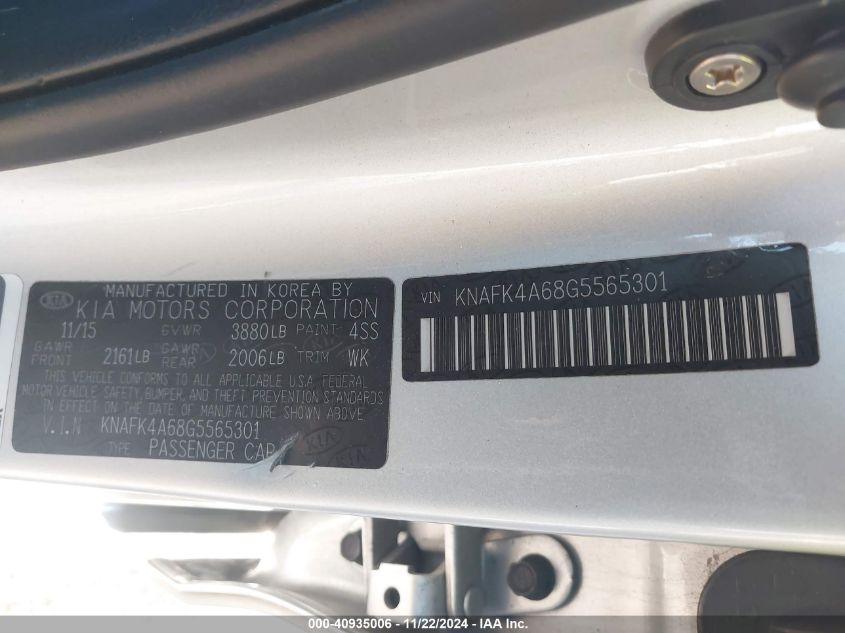 MANUFACTURED IN KOREA BY
KIA KIA MOTORS CORPORATION
11/15 GVWR 3880LB PAINT 4SS
GAWR FRONT 2161LB GAWR REAR 2006LB TRIM WK
THIS VEHICLE CONFORMS TO ALL APPLICABLE U.S.A. FEDERAL
MOTOR VEHICLE SAFETY, BUMPER, AND THEFT PREVENTION STANDARDS
IN EFFECT ON THE DATE OF MANUFACTURE SHOWN ABOVE.
V.I.N KNAFK4A68G5565301
TYPE PASSENGER CAR
VIN KNAFK4A68G5565301
000-40935006 - 11/22/2024 - IAA Inc.